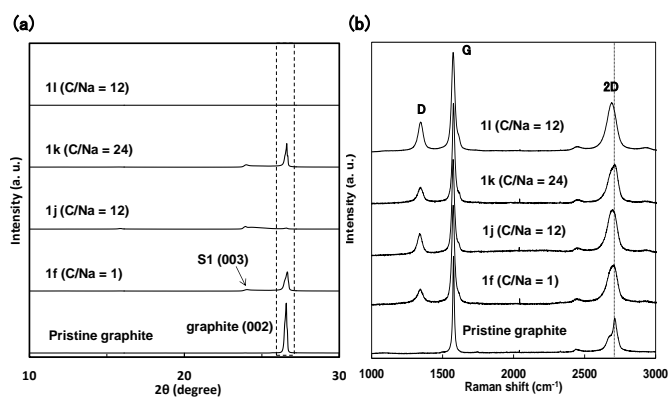 (a)
Intensity (a. u.)
1l (C/Na = 12)
1k (C/Na = 24)
1j (C/Na = 12)
S1 (003)
1f (C/Na = 1)
graphite (002)
Pristine graphite
10
20
30
2θ (degree)
(b)
Intensity (a. u.)
G
2D
D
1l (C/Na = 12)
1k (C/Na = 24)
1j (C/Na = 12)
1f (C/Na = 1)
Pristine graphite
1000
1500
2000
2500
3000
Raman shift (cm⁻¹)